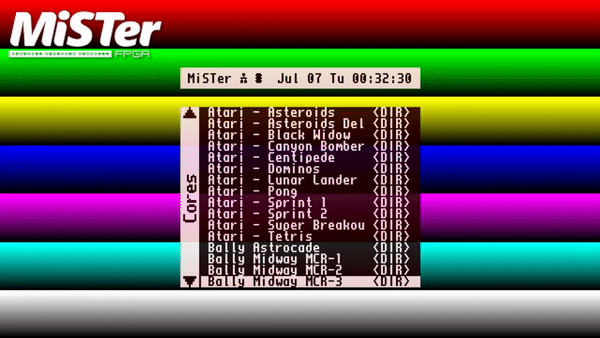 MiSTer
FPGA
MiSTer Jul 07 Tu 00:32:30
Cores
Atari - Asteroids <DIR>
Atari - Asteroids Del <DIR>
Atari - Black Widow <DIR>
Atari - Canyon Bomber <DIR>
Atari - Centipede <DIR>
Atari - Dominos <DIR>
Atari - Lunar Lander <DIR>
Atari - Pong <DIR>
Atari - Sprint 1 <DIR>
Atari - Sprint 2 <DIR>
Atari - Super Breakou <DIR>
Atari - Tetris <DIR>
Bally Astrocade <DIR>
Bally Midway MCR-1 <DIR>
Bally Midway MCR-2 <DIR>
Bally Midway MCR-3 <DIR>